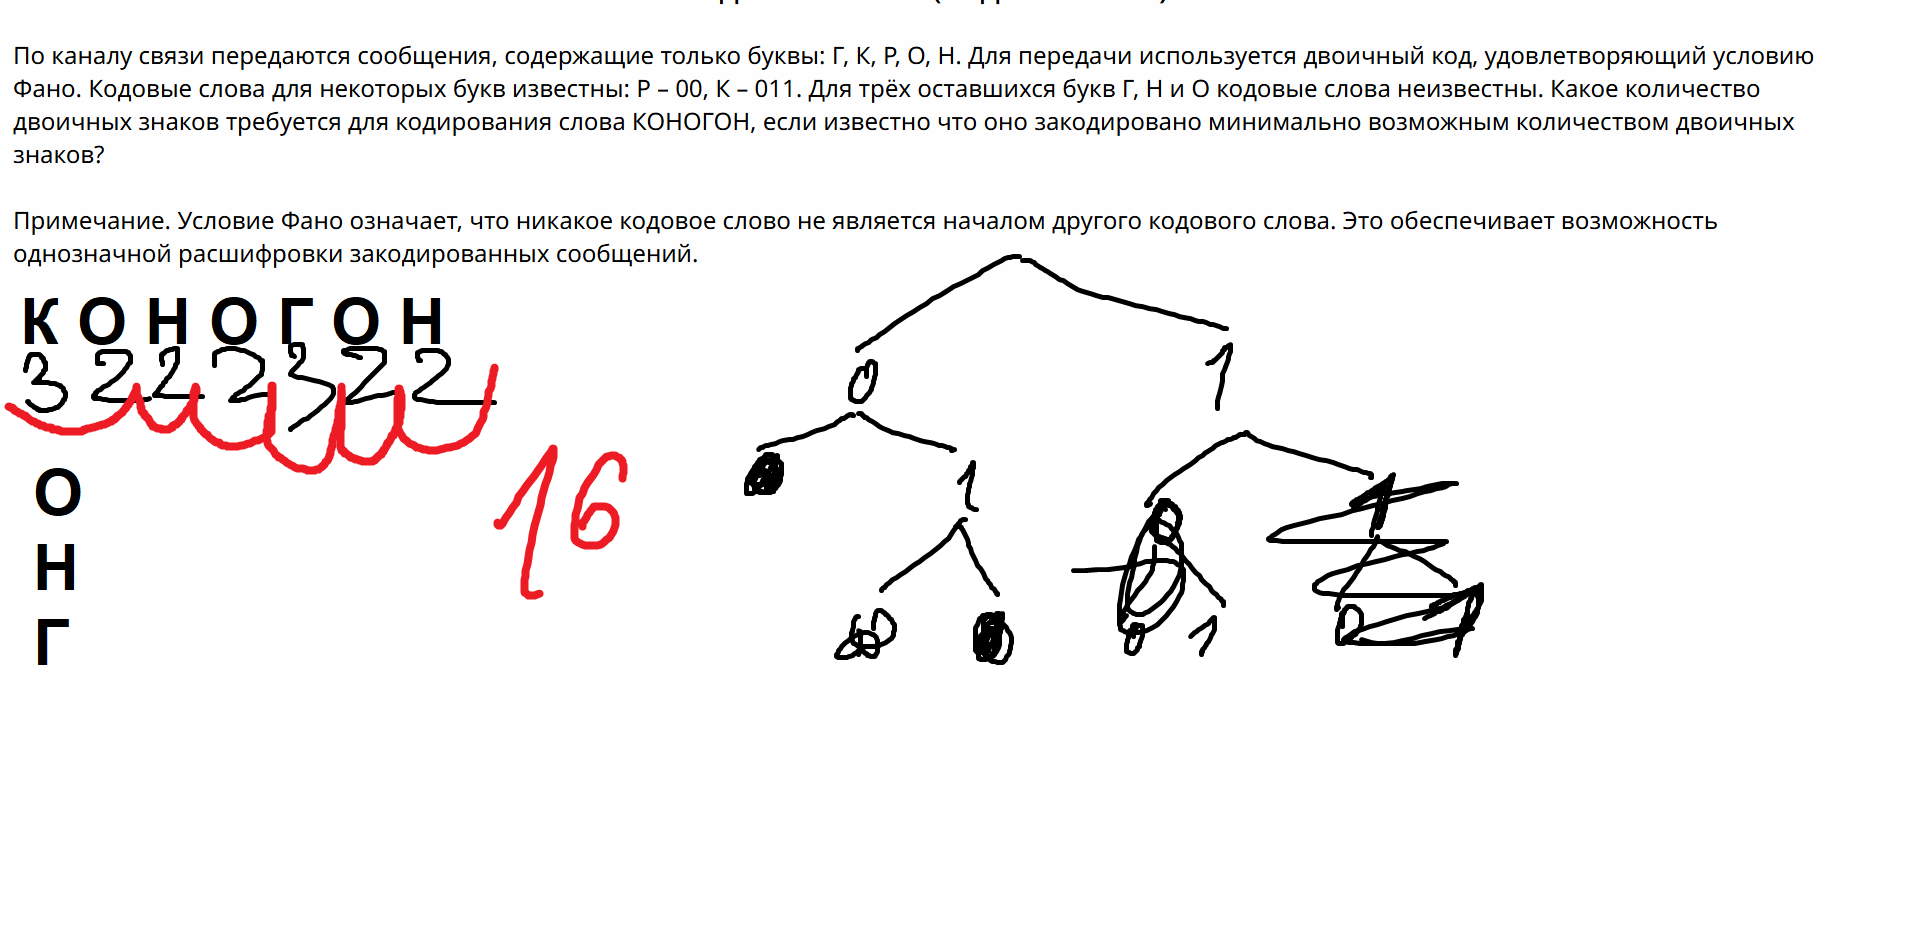 По каналу связи передаются сообщения, содержащие только буквы: Г, К, Р, О, Н. Для передачи используется двоичный код, удовлетворяющий условию
Фано. Кодовые слова для некоторых букв известны: Р – 00, К – 011. Для трёх оставшихся букв Г, Н и О кодовые слова неизвестны. Какое количество
двоичных знаков требуется для кодирования слова КОНОГОН, если известно что оно закодировано минимально возможным количеством двоичных
знаков?
Примечание. Условие Фано означает, что никакое кодовое слово не является началом другого кодового слова. Это обеспечивает возможность
однозначной расшифровки закодированных сообщений.
К О Н О Г О Н
3 2 2 2 3 2 2
О
Н
Г
16
0 1
1
0 1